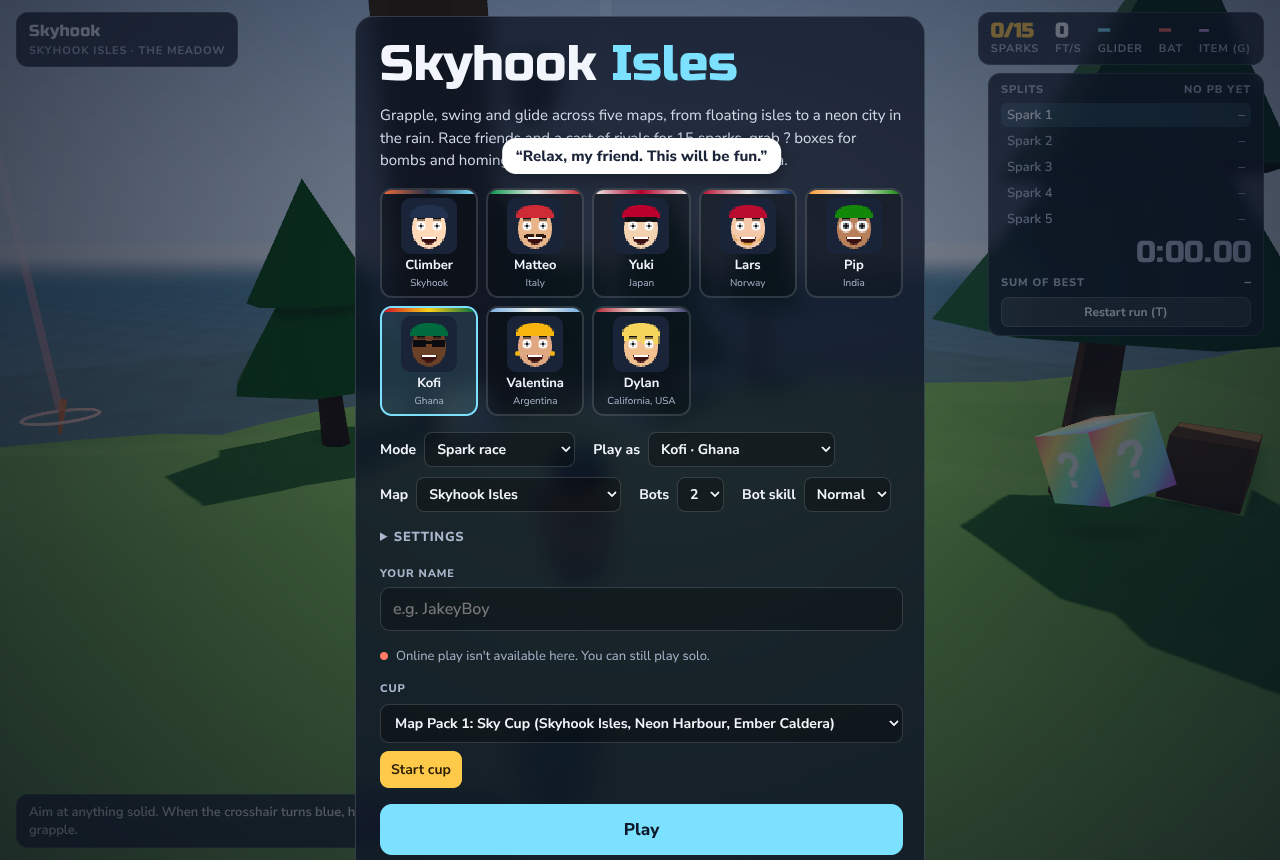 Skyhook
SKYHOOK ISLES · THE MEADOW
0/15
SPARKS
0
FT/S
–
GLIDER
–
BAT
–
ITEM (G)
SPLITS
NO PB YET
Spark 1 –
Spark 2 –
Spark 3 –
Spark 4 –
Spark 5 –
0:00.00
SUM OF BEST –
Restart run (T)
Skyhook Isles
Grapple, swing and glide across five maps, from floating isles to a neon city in
the rain. Race friends and a cast of rivals for 15 sparks, grab ? boxes for
bombs and homing
“Relax, my friend. This will be fun.”
Climber
Skyhook
Matteo
Italy
Yuki
Japan
Lars
Norway
Pip
India
Kofi
Ghana
Valentina
Argentina
Dylan
California, USA
Mode Spark race Play as Kofi · Ghana
Map Skyhook Isles Bots 2 Bot skill Normal
SETTINGS
YOUR NAME
e.g. JakeyBoy
Online play isn't available here. You can still play solo.
CUP
Map Pack 1: Sky Cup (Skyhook Isles, Neon Harbour, Ember Caldera)
Start cup
Play
Aim at anything solid. When the crosshair turns blue, h
grapple.
? ?